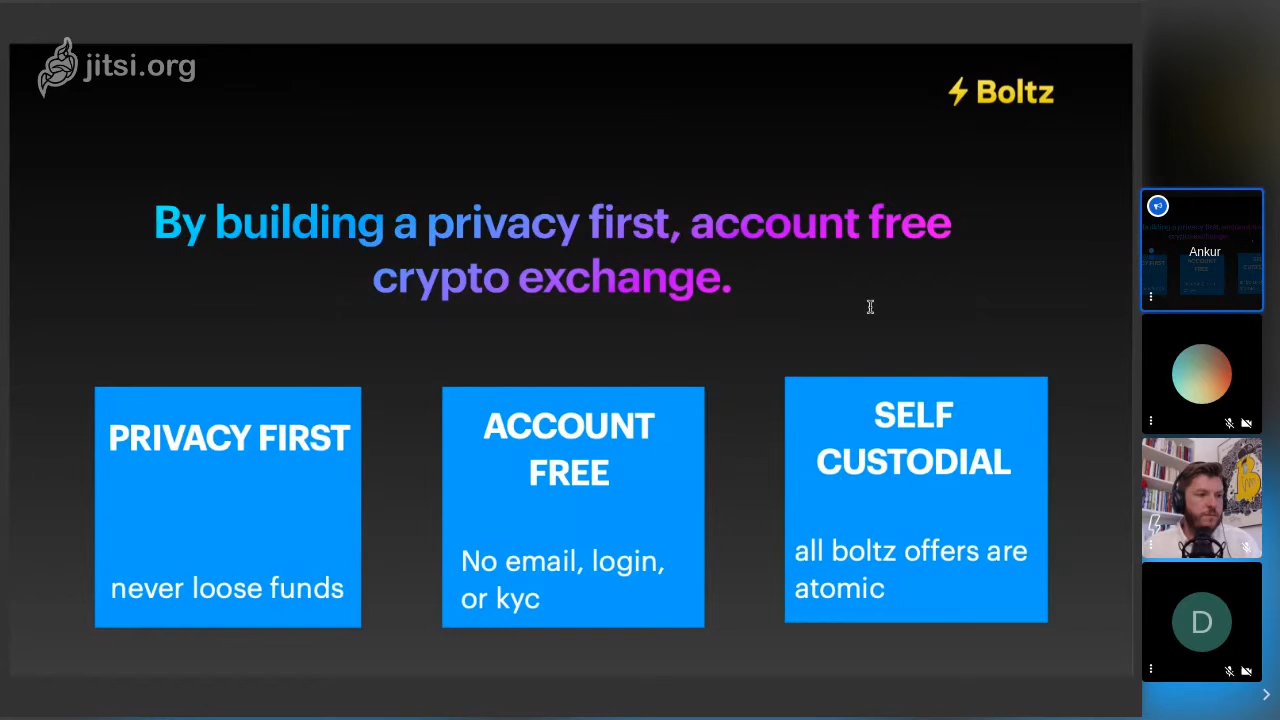 jitsi.org
Boltz
By building a privacy first, account free
crypto exchange.
PRIVACY FIRST
never loose funds
ACCOUNT
FREE
No email, login,
or kyc
SELF
CUSTODIAL
all boltz offers are
atomic
Ankur
D